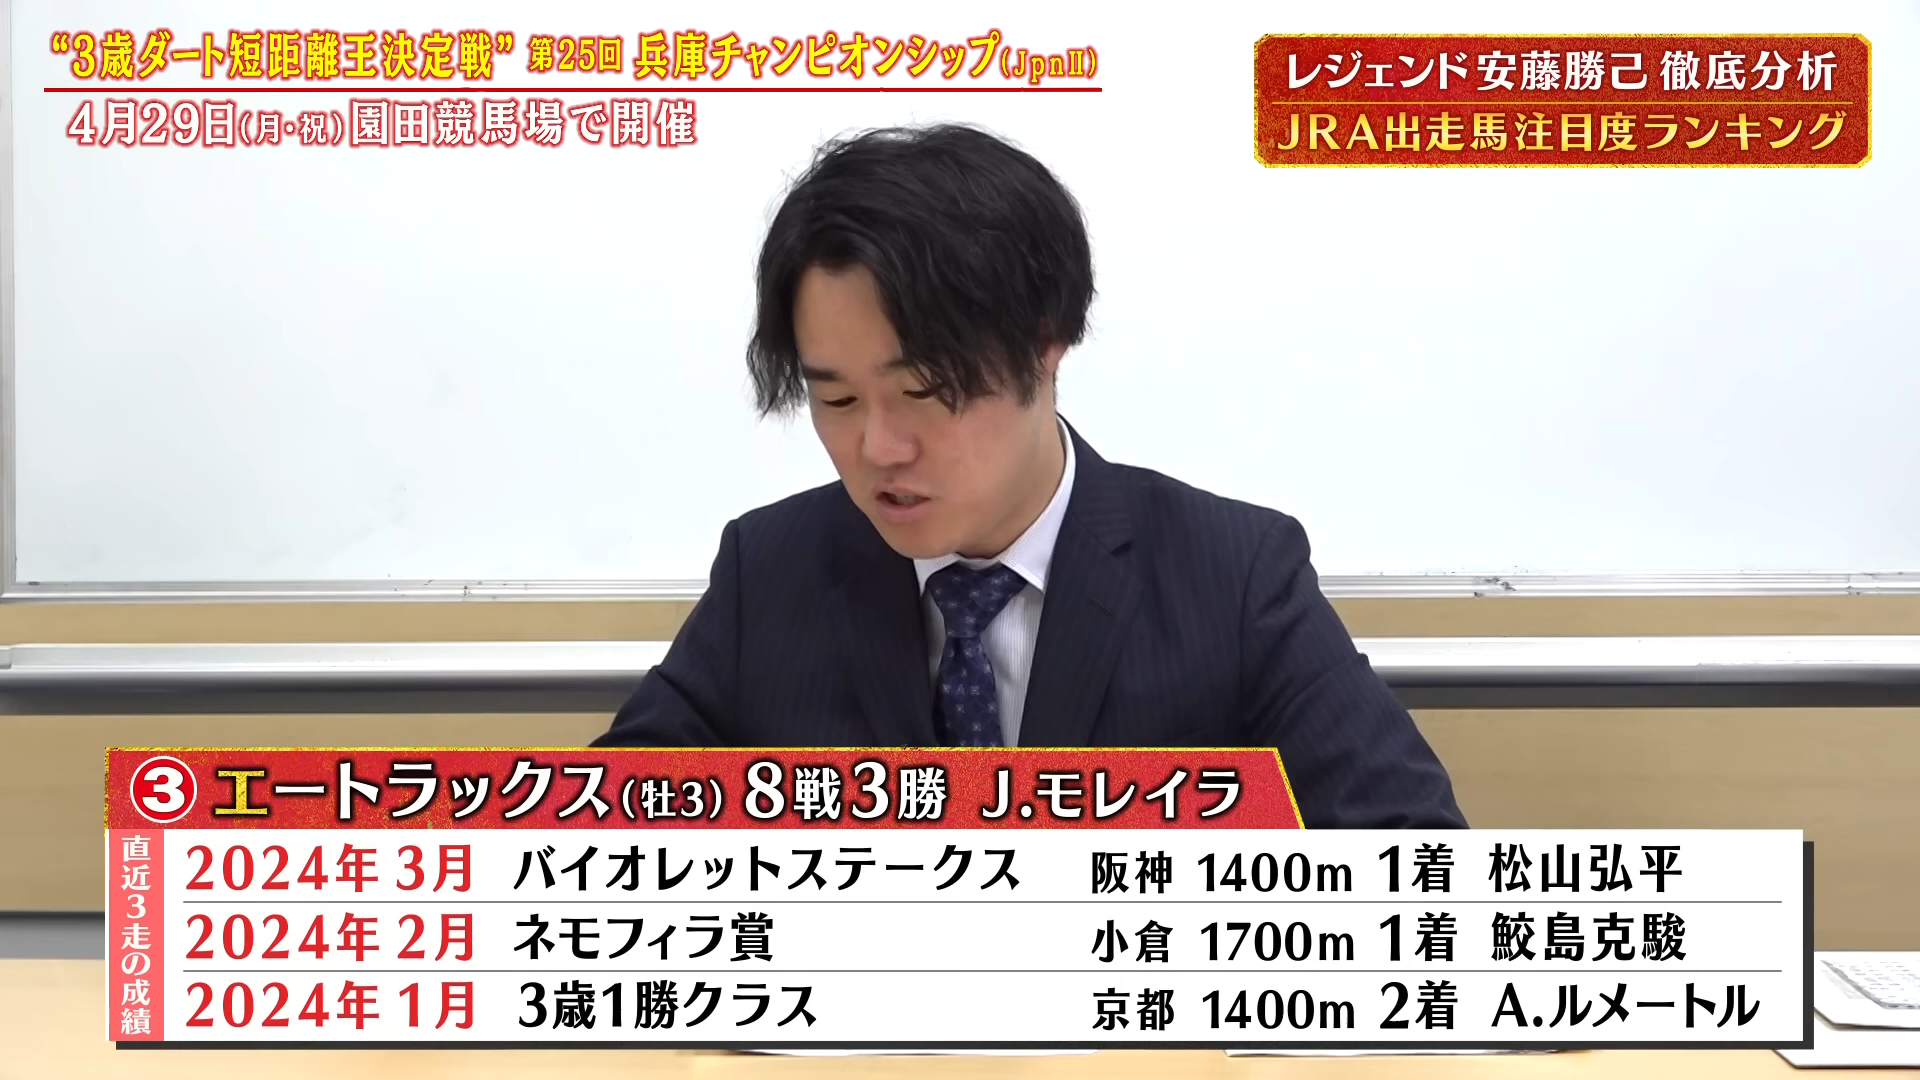 “3歳ダート短距離王決定戦” 第25回 兵庫チャンピオンシップ(JpnⅡ)
4月29日(月・祝)園田競馬場で開催
レジェンド安藤勝己 徹底分析
JRA出走馬注目度ランキング
③ エートラックス(牡3) 8戦3勝 J.モレイラ
直近3走の成績
2024年 3月 バイオレットステークス 阪神 1400m 1着 松山弘平
2024年 2月 ネモフィラ賞 小倉 1700m 1着 鮫島克駿
2024年 1月 3歳1勝クラス 京都 1400m 2着 A.ルメートル